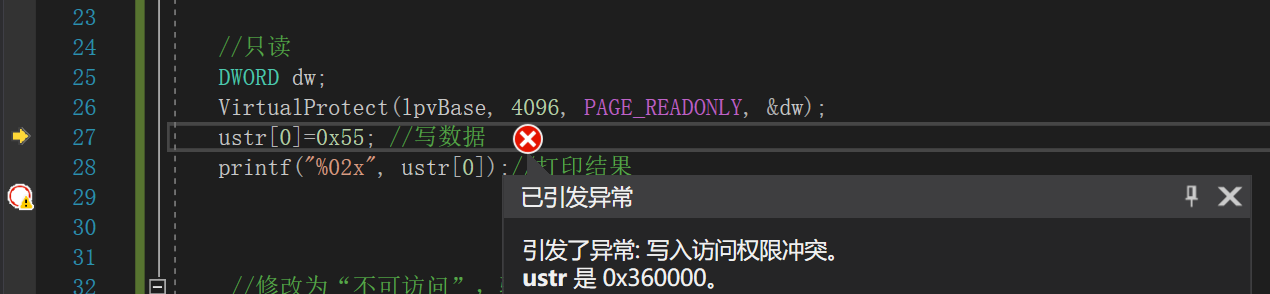 23
24 //只读
25 DWORD dw;
26 VirtualProtect(lpvBase, 4096, PAGE_READONLY, &dw);
27 ustr[0]=0x55; //写数据
28 printf("%02x", ustr[0]);//打印结果
29
30
31
32 //修改为“不可访问”,
已引发异常
引发了异常: 写入访问权限冲突。
ustr 是 0x360000。